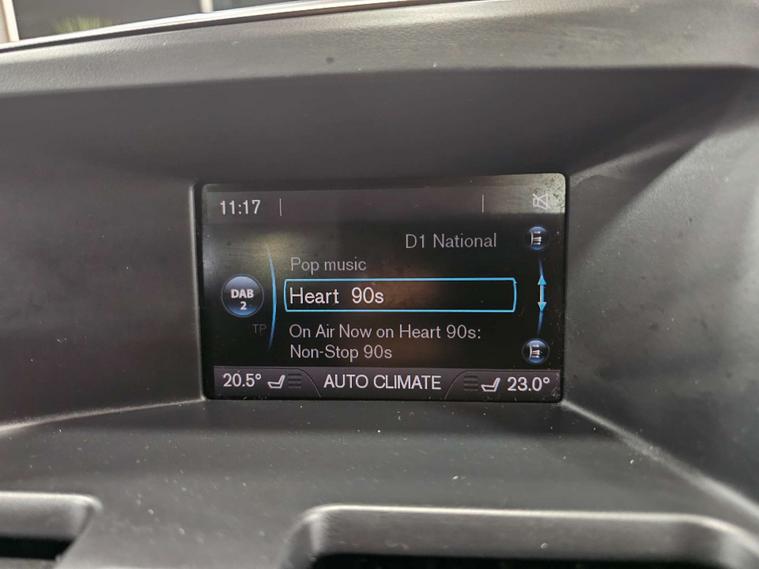 11:17
D1 National
Pop music
DAB
2
Heart 90s
TP
On Air Now on Heart 90s:
Non-Stop 90s
20.5° AUTO CLIMATE 23.0°